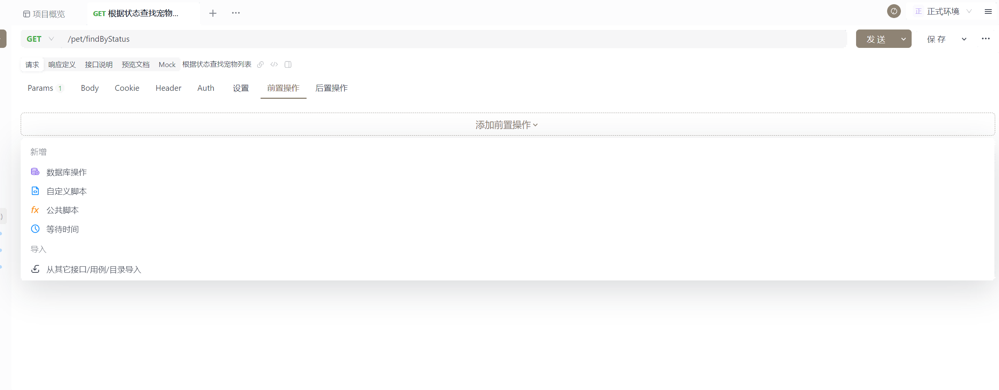 项目概览
GET 根据状态查找宠物...
正 正式环境
GET /pet/findByStatus
发 送
保 存
请求 响应定义 接口说明 预览文档 Mock 根据状态查找宠物列表
Params 1 Body Cookie Header Auth 设置 前置操作 后置操作
添加前置操作
新增
数据库操作
自定义脚本
fx 公共脚本
等待时间
导入
从其它接口/用例/目录导入